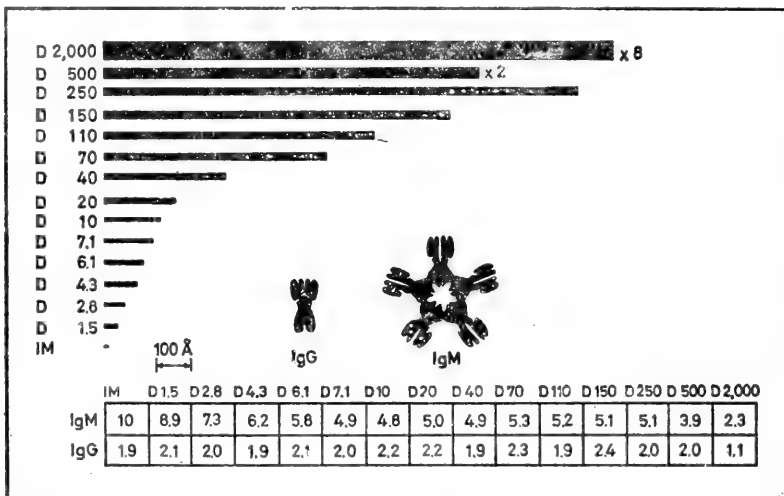 D 2,000 x 8
D 500 x 2
D 250
D 150
D 110
D 70
D 40
D 20
D 10
D 7.1
D 6.1
D 4.3
D 2.8
D 1.5
IM
100 Å IgG IgM
IM D 1.5 D 2.8 D 4.3 D 6.1 D 7.1 D 10 D 20 D 40 D 70 D 110 D 150 D 250 D 500 D 2,000
IgM 10 8.9 7.3 6.2 5.8 4.9 4.8 5.0 4.9 5.3 5.2 5.1 5.1 3.9 2.3
IgG 1.9 2.1 2.0 1.9 2.1 2.0 2.2 2.2 1.9 2.3 1.9 2.4 2.0 2.0 1.1